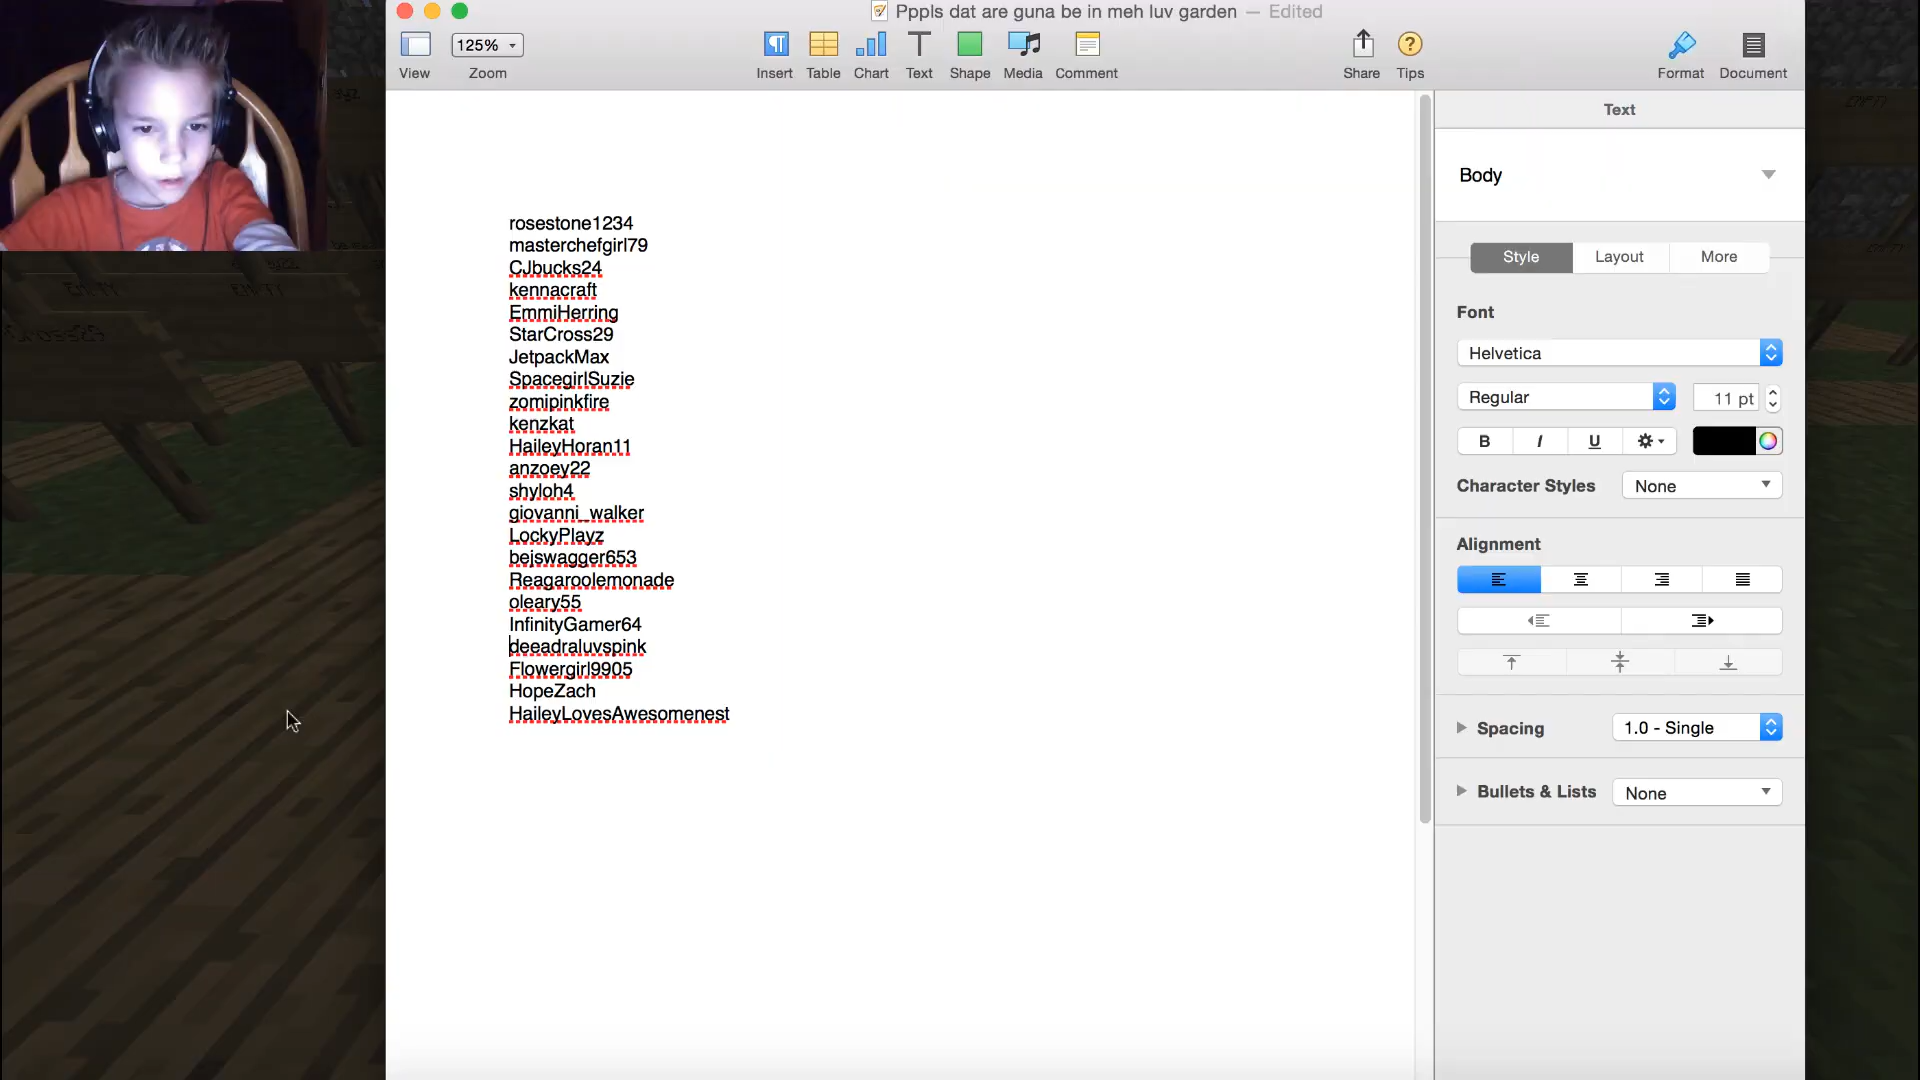 Pppls dat are guna be in meh luv garden — Edited
125%
View
Zoom
Insert
Table
Chart
Text
Shape
Media
Comment
Share
Tips
Format
Document
Text
Body
Style
Layout
More
Font
Helvetica
Regular
11 pt
B
I
U
Character Styles
None
Alignment
Spacing
1.0 - Single
Bullets & Lists
None
rosestone1234
masterchefgirl79
CJbucks24
kennacraft
EmmiHerring
StarCross29
JetpackMax
SpacegirlSuzie
zomipinkfire
kenzkat
HaileyHoran11
anzoey22
shyloh4
giovanni_walker
LockyPlayz
bejswagger653
Reagaroolemonade
oleary55
InfinityGamer64
deeadraluvspink
Flowergirl9905
HopeZach
HaileyLovesAwesomenest
EMPTY
EMPTY